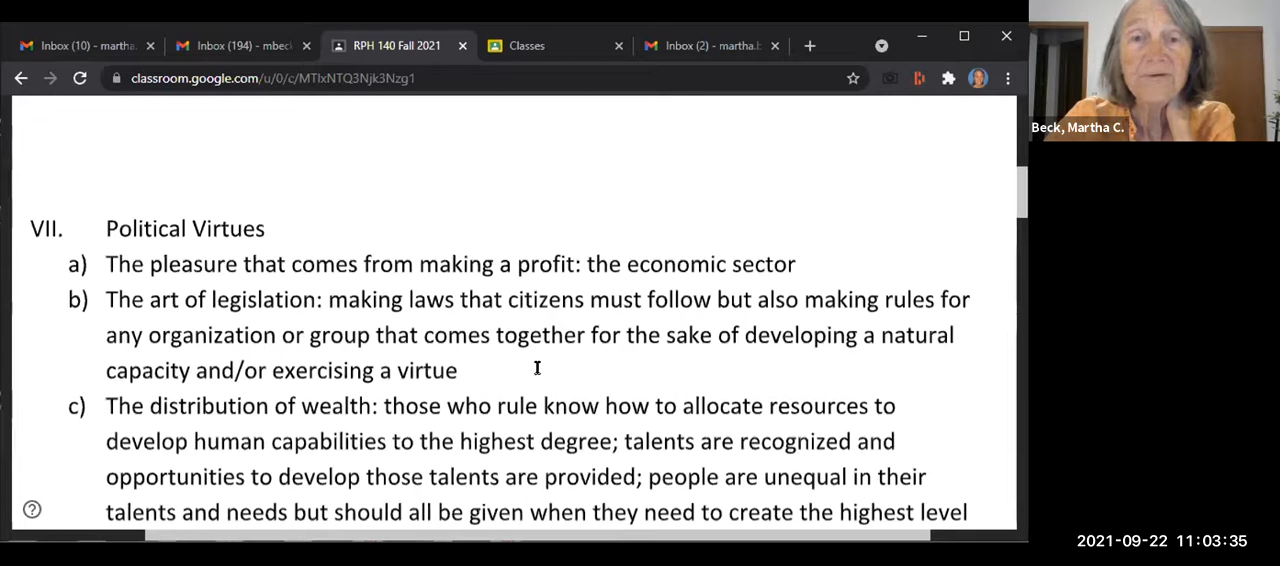 Inbox (10) - martha.
Inbox (194) - mbec
RPH 140 Fall 2021
Classes
Inbox (2) - martha.l
classroom.google.com/u/0/c/MTIxNTQ3Njk3Nzg1
Beck, Martha C.
VII. Political Virtues
a) The pleasure that comes from making a profit: the economic sector
b) The art of legislation: making laws that citizens must follow but also making rules for
any organization or group that comes together for the sake of developing a natural
capacity and/or exercising a virtue
c) The distribution of wealth: those who rule know how to allocate resources to
develop human capabilities to the highest degree; talents are recognized and
opportunities to develop those talents are provided; people are unequal in their
talents and needs but should all be given when they need to create the highest level
2021-09-22 11:03:35